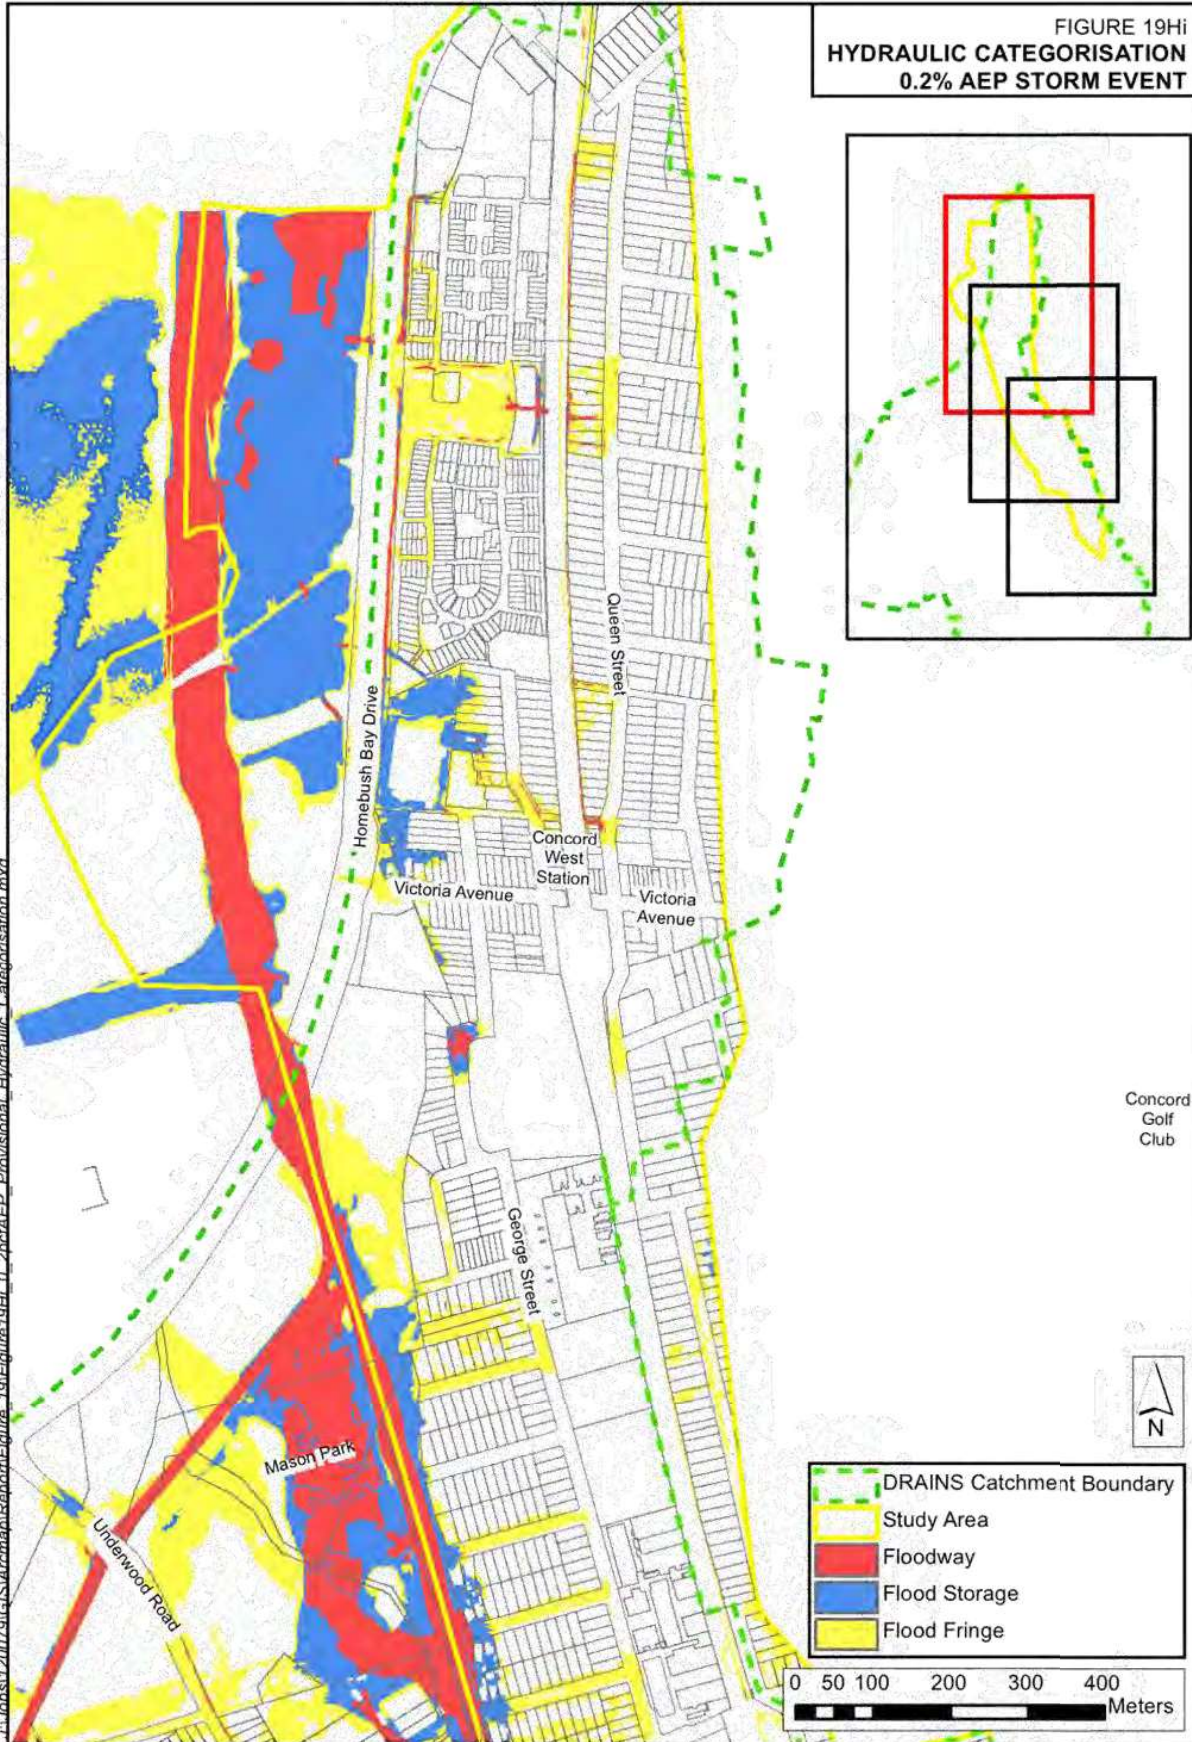 FIGURE 19Hi
HYDRAULIC CATEGORISATION
0.2% AEP STORM EVENT
Queen Street
Homebush Bay Drive
Concord
West
Station
Victoria Avenue
Victoria
Avenue
Concord
Golf
Club
George Street
Mason Park
Underwood Road
N
DRAINS Catchment Boundary
Study Area
Floodway
Flood Storage
Flood Fringe
0 50 100 200 300 400
Meters